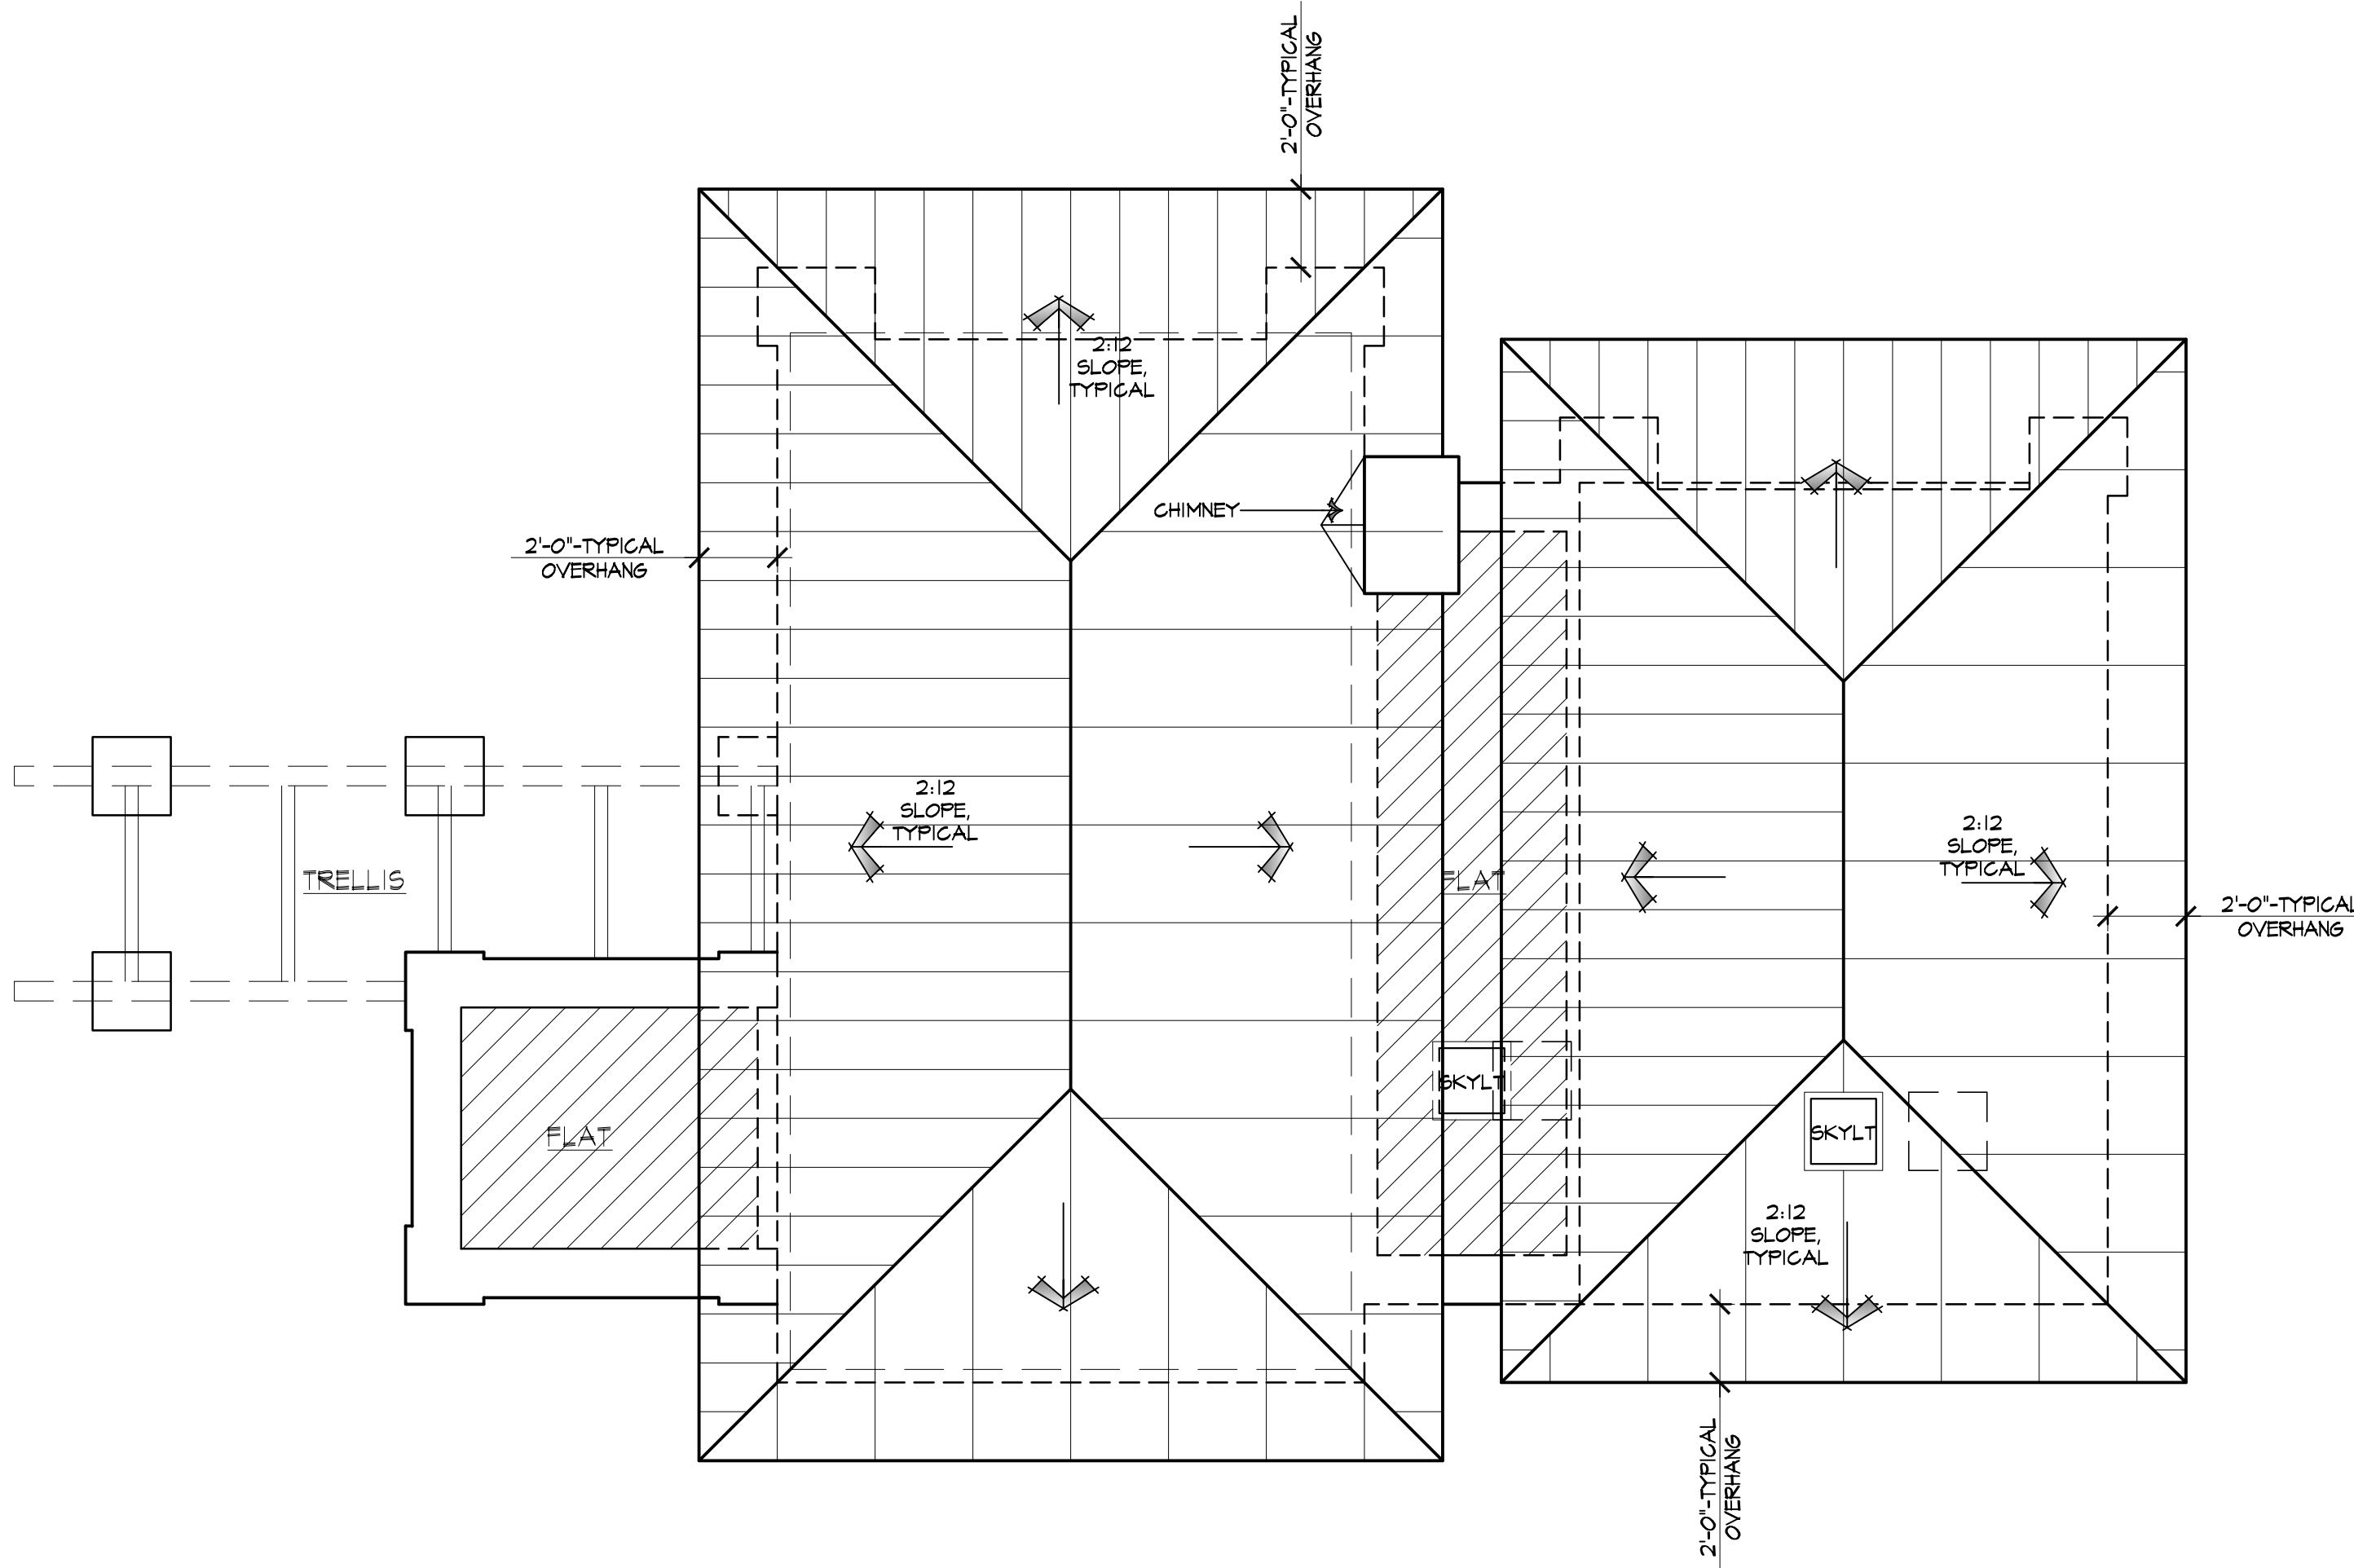 2'-0"-TYPICAL
OVERHANG
2:12
SLOPE,
TYPICAL
CHIMNEY
2'-0"-TYPICAL
OVERHANG
2:12
SLOPE,
TYPICAL
2:12
SLOPE,
TYPICAL
TRELLIS
FLAT
2'-0"-TYPICAL
OVERHANG
SKYLT
FLAT
SKYLT
2:12
SLOPE,
TYPICAL
2'-0"-TYPICAL
OVERHANG